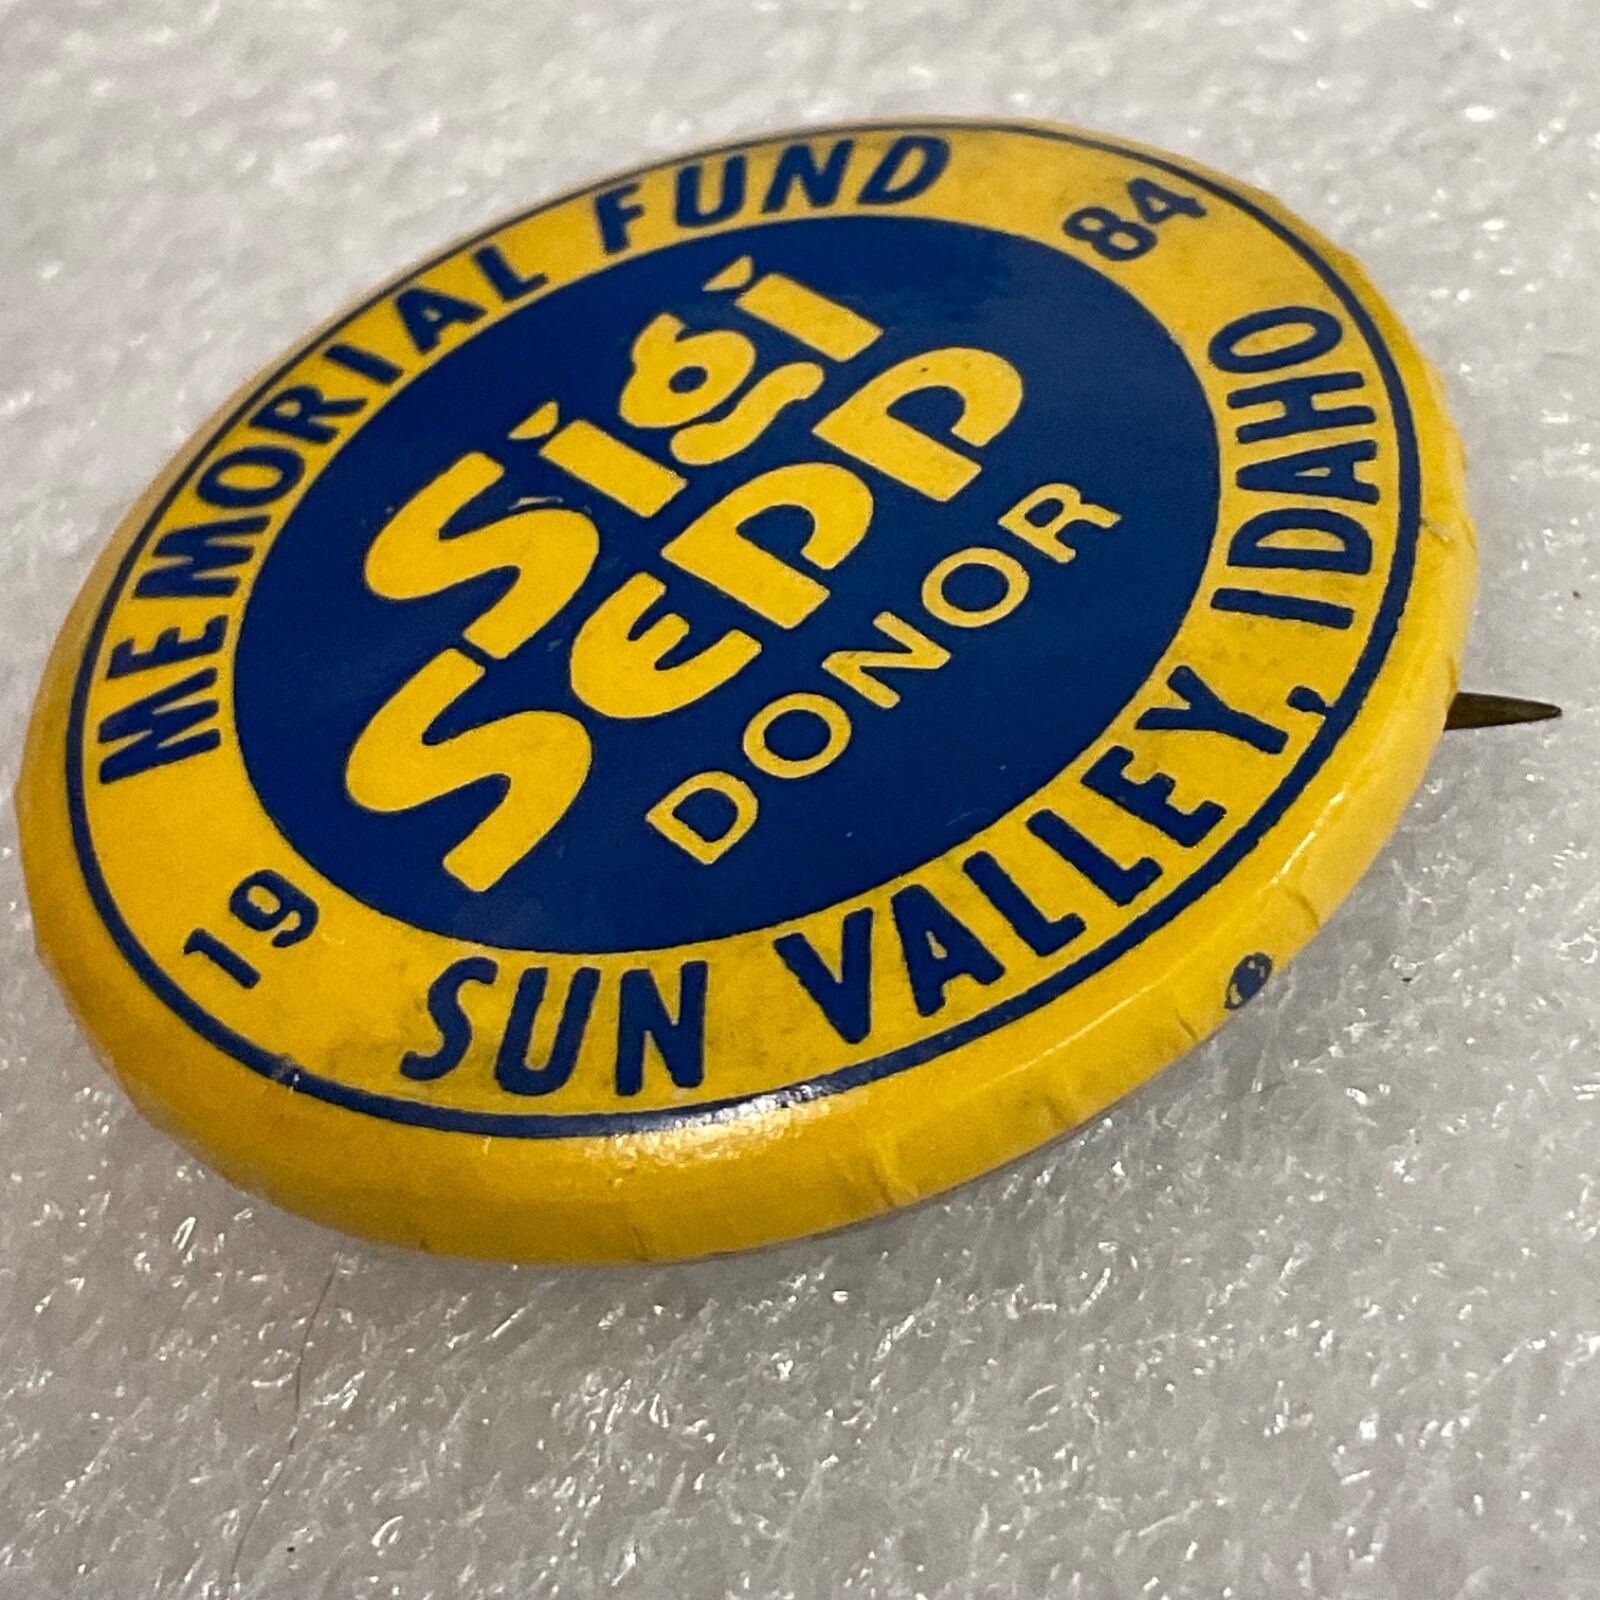 MEMORIAL FUND
Sigi
Sepp
DONOR
19 84
SUN VALLEY, IDAHO